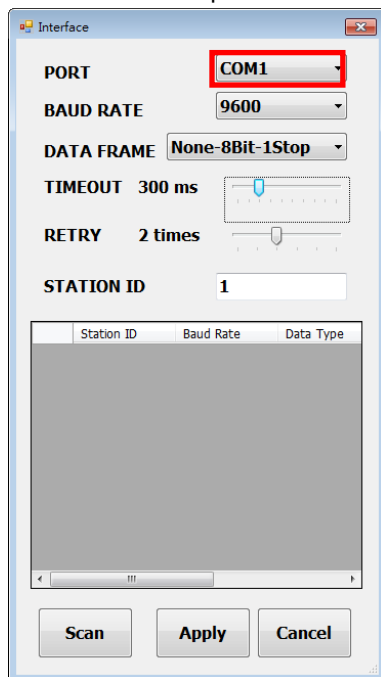 Interface
PORT COM1
BAUD RATE 9600
DATA FRAME None-8Bit-1Stop
TIMEOUT 300 ms
RETRY 2 times
STATION ID 1
Station ID Baud Rate Data Type
Scan Apply Cancel